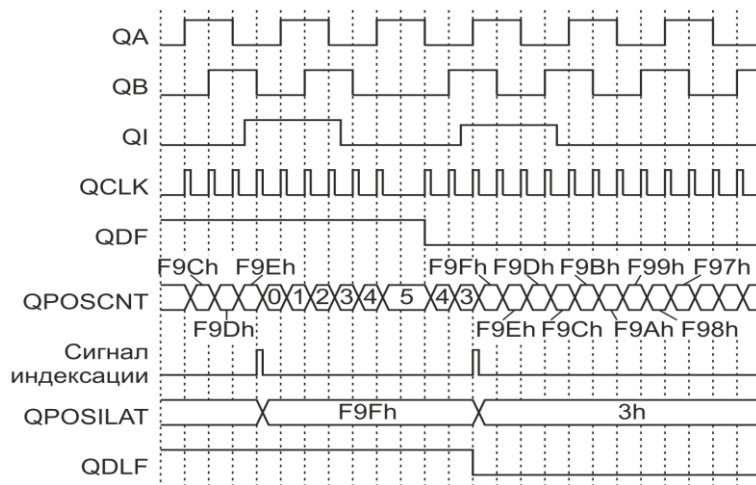 QA
QB
QI
QCLK
QDF
F9Ch F9Eh F9Fh F9Dh F9Bh F99h F97h
QPOSCNT 0 1 2 3 4 5 4 3
F9Dh F9Eh F9Ch F9Ah F98h
Сигнал
индексации
QPOSILAT F9Fh 3h
QDLF